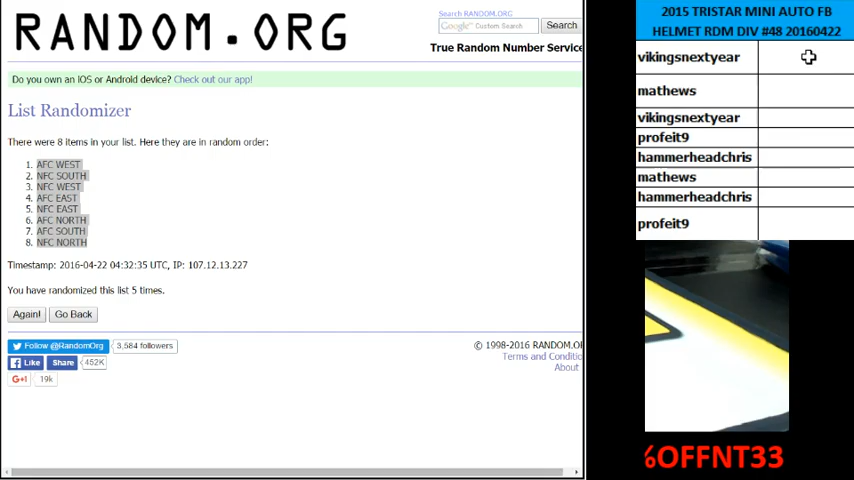 Search RANDOM.ORG
RANDOM.ORG
Google™ Custom Search
Search
True Random Number Service
Do you own an iOS or Android device? Check out our app!
List Randomizer
There were 8 items in your list. Here they are in random order:
1. AFC WEST
2. NFC SOUTH
3. NFC WEST
4. AFC EAST
5. NFC EAST
6. AFC NORTH
7. AFC SOUTH
8. NFC NORTH
Timestamp: 2016-04-22 04:32:35 UTC, IP: 107.12.13.227
You have randomized this list 5 times.
Again! Go Back
Follow @RandomOrg 3,584 followers
Like Share 452K
G+1 19k
© 1998-2016 RANDOM.OR
Terms and Conditio
About
2015 TRISTAR MINI AUTO FB
HELMET RDM DIV #48 20160422
vikingsnextyear
mathews
vikingsnextyear
profeit9
hammerheadchris
mathews
hammerheadchris
profeit9
%OFFNT33